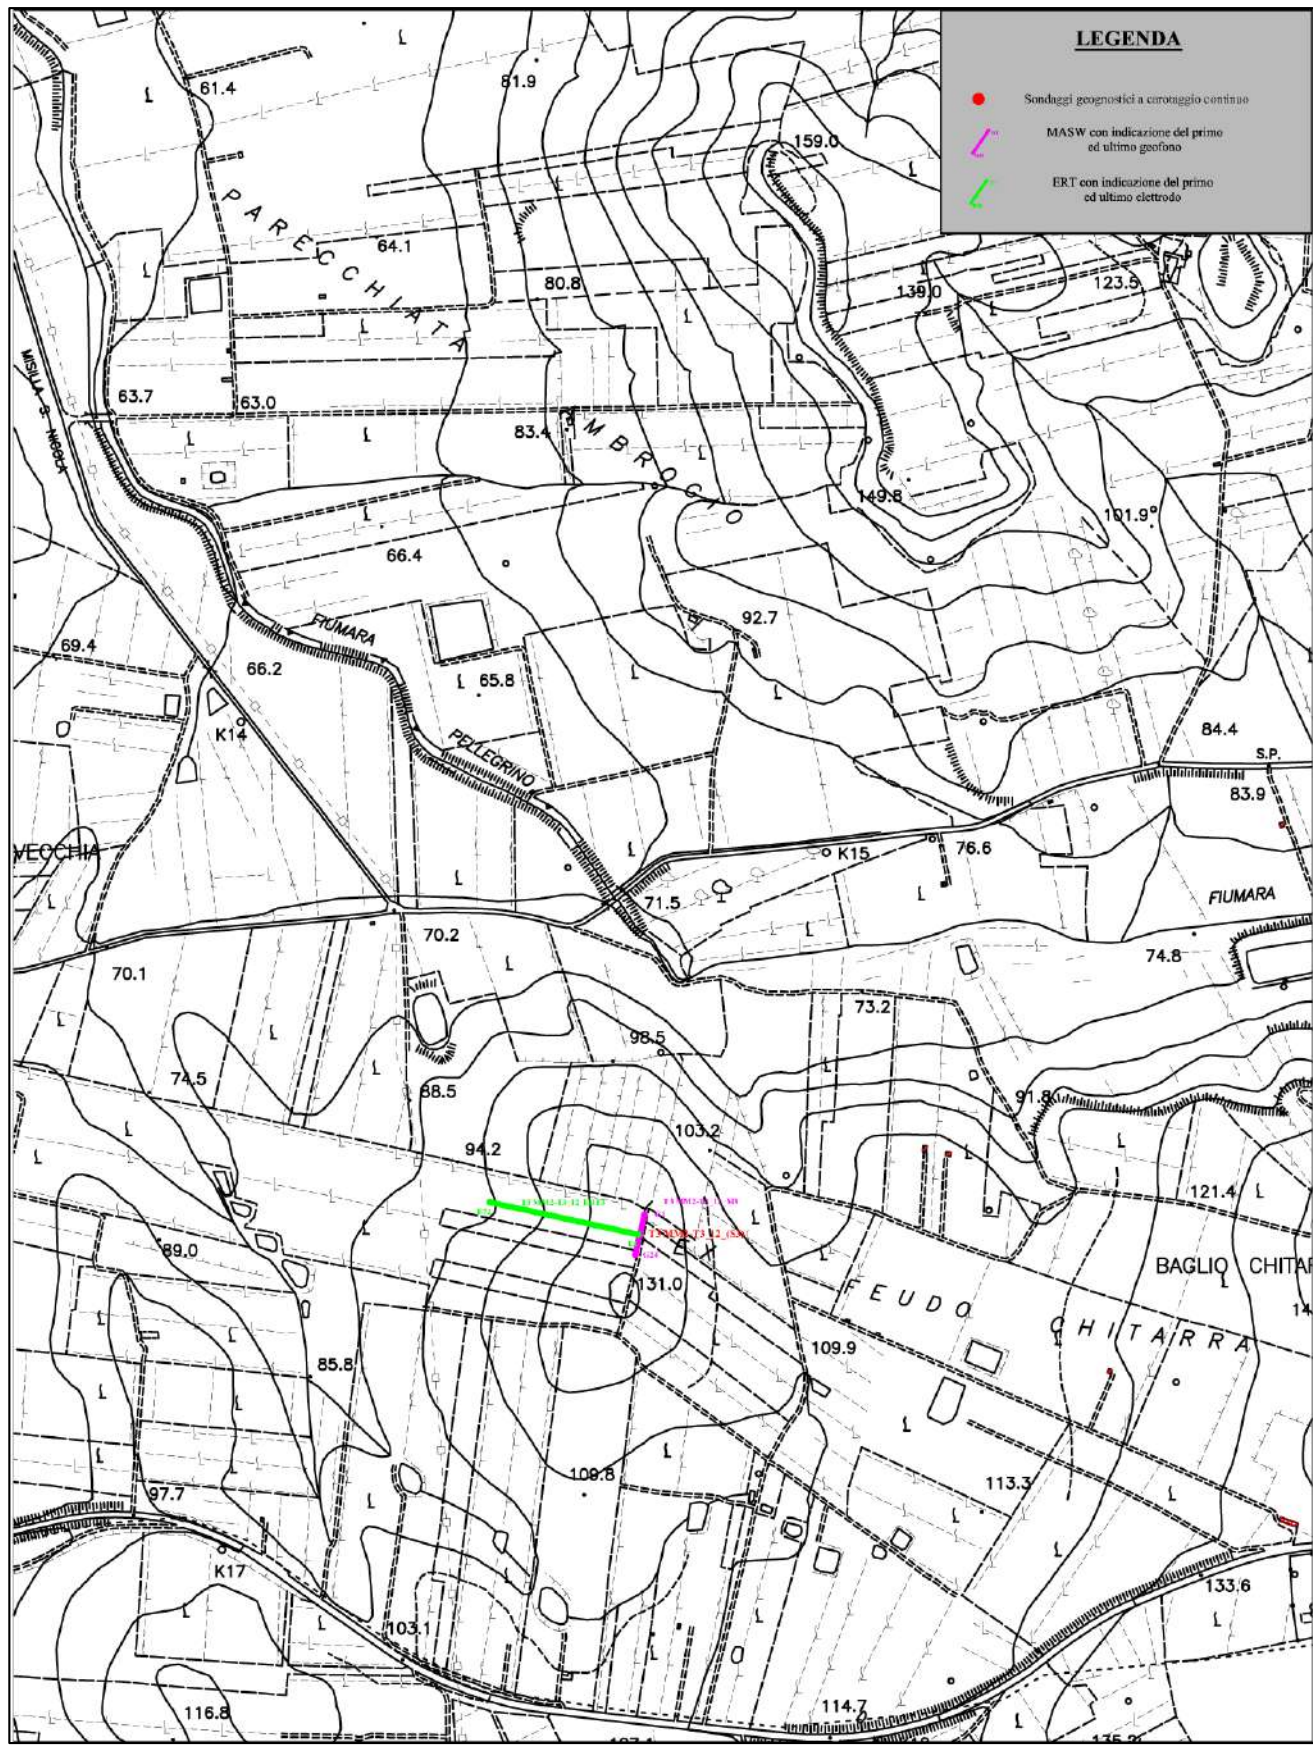 LEGENDA
Sondaggi geognostici a carotaggio continuo
MASW con indicazione del primo
ed ultimo geofono
ERT con indicazione del primo
ed ultimo elettrodo
61.4
81.9
159.0
PARECCHIATA
64.1
80.8
139.0
123.5
MISILLA S. NICOLA
63.7
63.0
83.4
149.8
101.9
66.4
FIUMARA
92.7
69.4
66.2
65.8
K14
PELLEGRINO
84.4
S.P.
83.9
VECCHIA
K15
76.6
71.5
FIUMARA
70.2
74.8
70.1
73.2
98.5
74.5
88.5
91.8
103.2
94.2
121.4
G24
89.0
131.0
EX FEUDO CHITARRA
BAGLIO CHITAR
109.9
85.8
109.8
113.3
97.7
K17
133.6
103.1
116.8
114.7